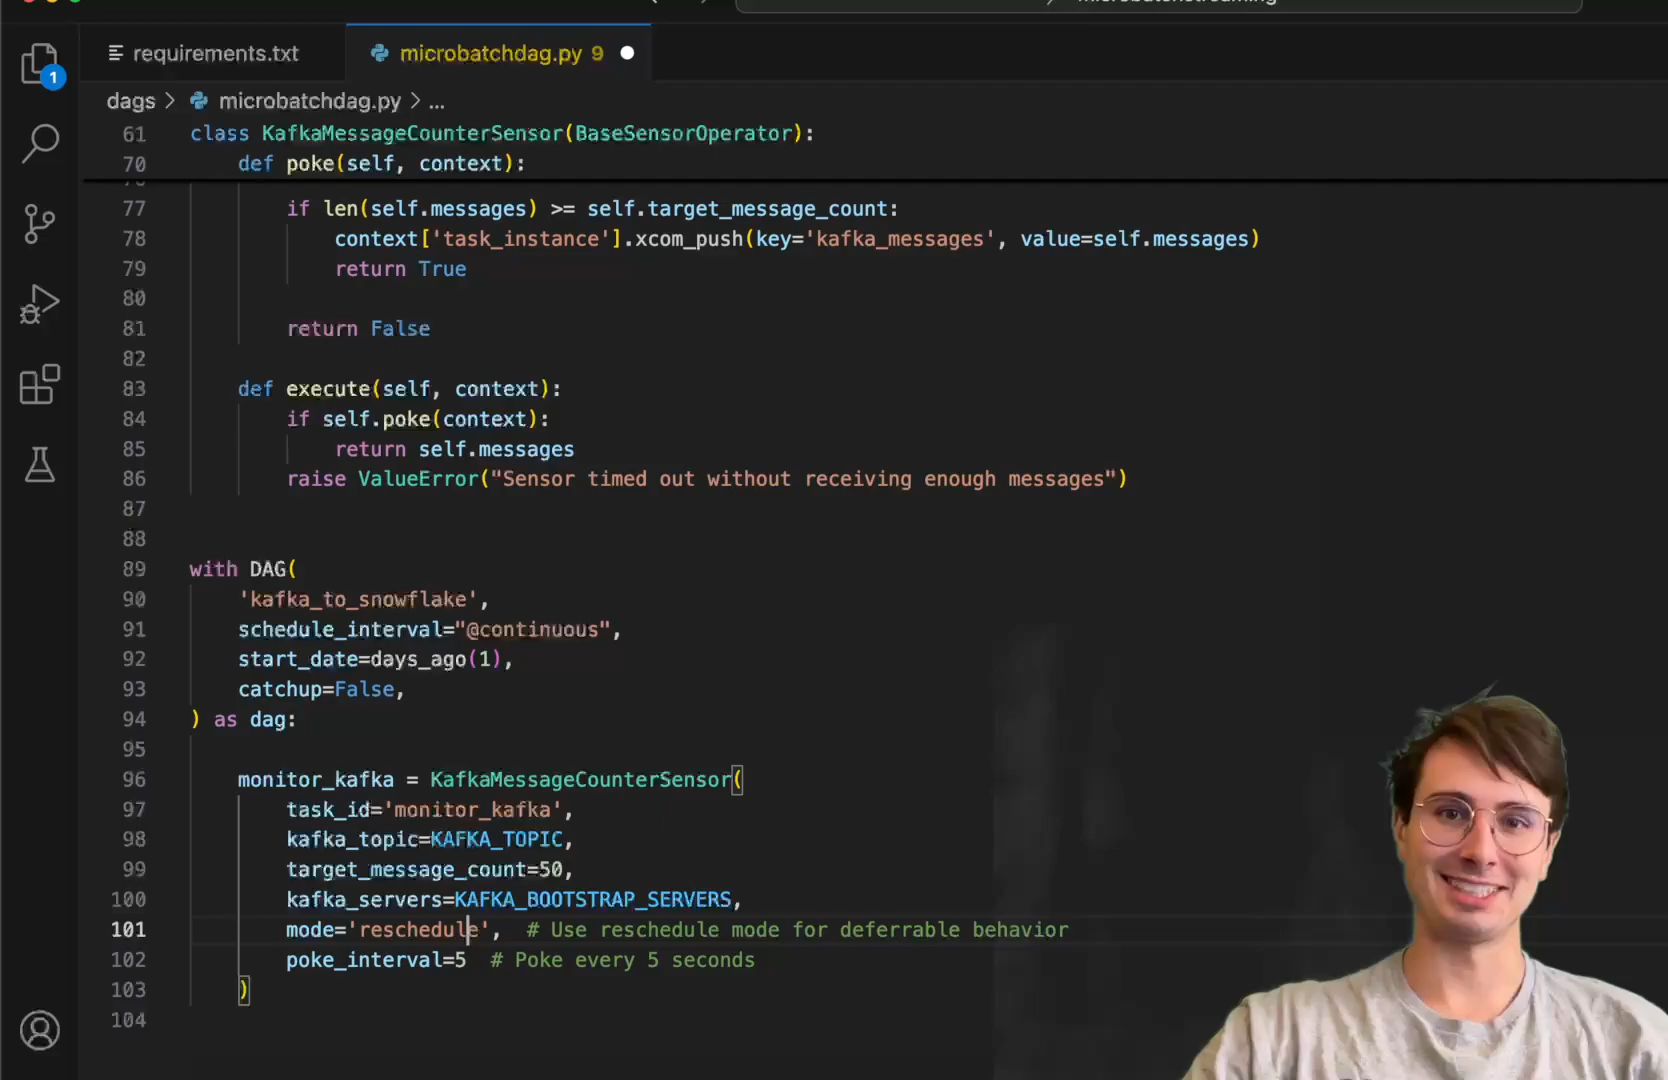 requirements.txt
microbatchdag.py 9
1
dags > microbatchdag.py > ...
61 class KafkaMessageCounterSensor(BaseSensorOperator):
70 def poke(self, context):
77 if len(self.messages) >= self.target_message_count:
78 context['task_instance'].xcom_push(key='kafka_messages', value=self.messages)
79 return True
80
81 return False
82
83 def execute(self, context):
84 if self.poke(context):
85 return self.messages
86 raise ValueError("Sensor timed out without receiving enough messages")
87
88
89 with DAG(
90 'kafka_to_snowflake',
91 schedule_interval="@continuous",
92 start_date=days_ago(1),
93 catchup=False,
94 ) as dag:
95
96 monitor_kafka = KafkaMessageCounterSensor(
97 task_id='monitor_kafka',
98 kafka_topic=KAFKA_TOPIC,
99 target_message_count=50,
100 kafka_servers=KAFKA_BOOTSTRAP_SERVERS,
101 mode='reschedule', # Use reschedule mode for deferrable behavior
102 poke_interval=5 # Poke every 5 seconds
103 )
104